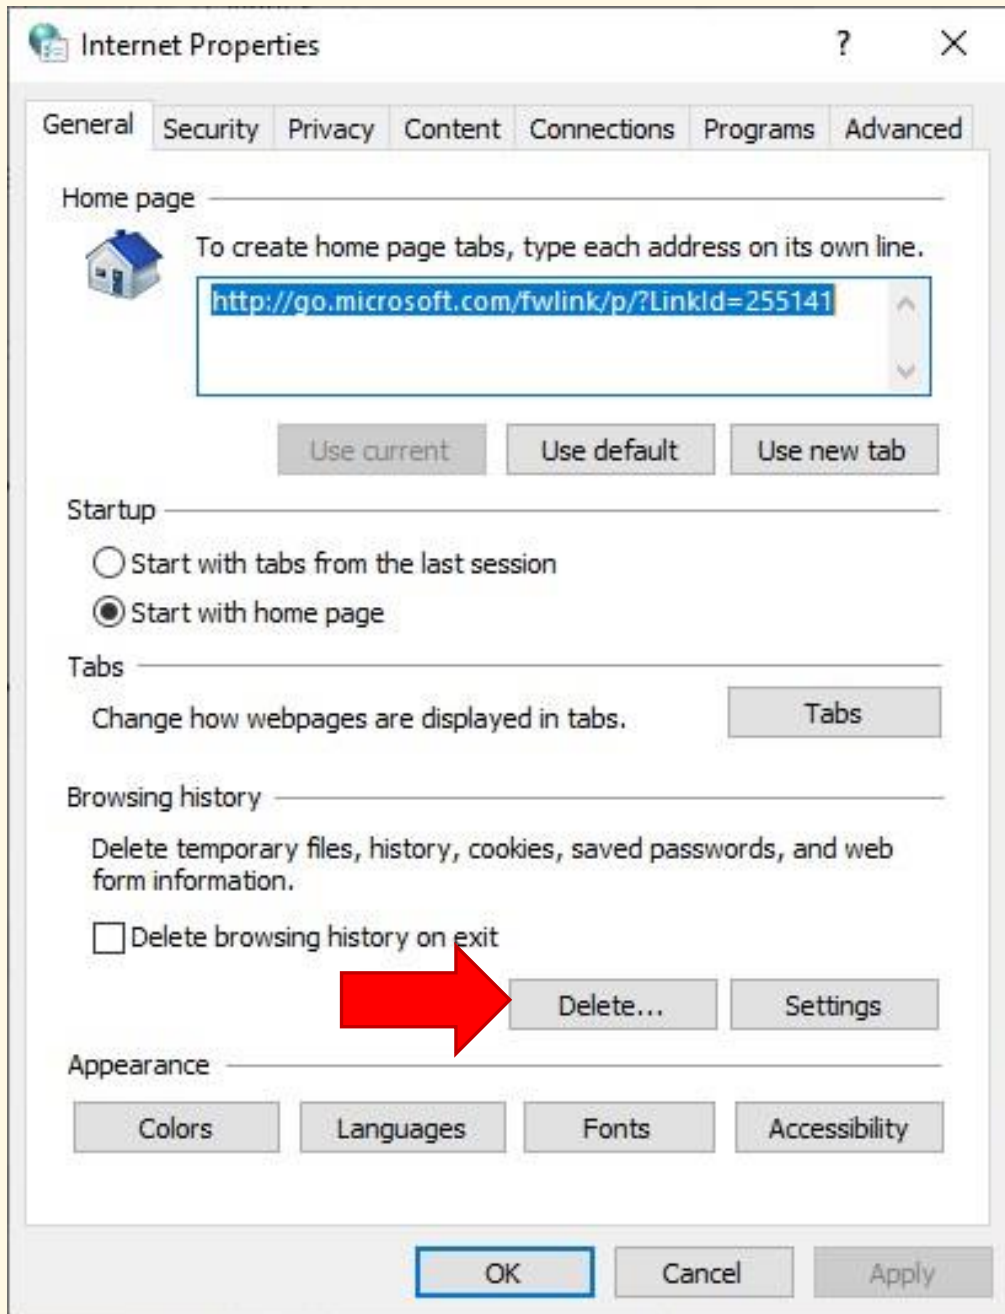 Internet Properties
?
General Security Privacy Content Connections Programs Advanced
Home page
To create home page tabs, type each address on its own line.
http://go.microsoft.com/fwlink/p/?LinkId=255141
Use current Use default Use new tab
Startup
Start with tabs from the last session
Start with home page
Tabs
Change how webpages are displayed in tabs. Tabs
Browsing history
Delete temporary files, history, cookies, saved passwords, and web
form information.
Delete browsing history on exit
Delete... Settings
Appearance
Colors Languages Fonts Accessibility
OK Cancel Apply